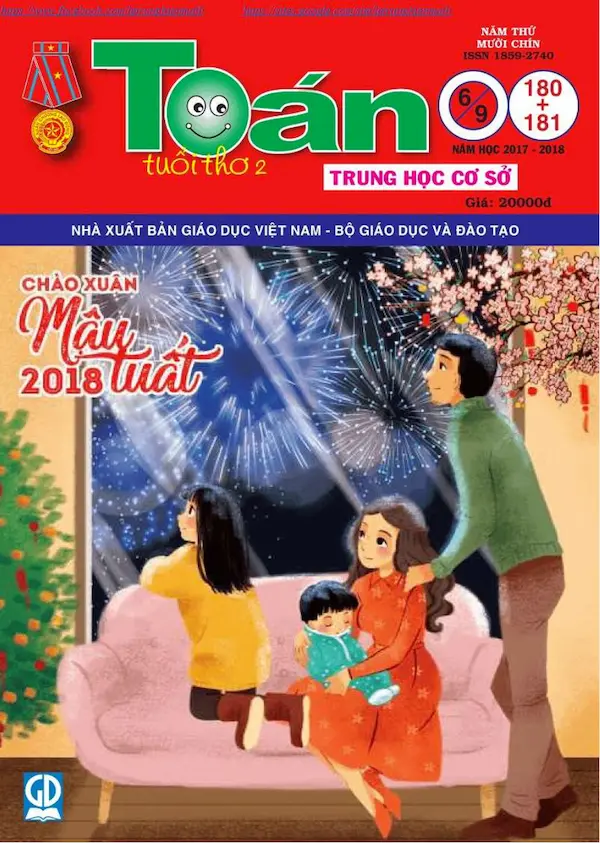 NĂM THỨ
MƯỜI CHÍN
ISSN 1859-2740
Toán
tuổi thơ 2
6/9
180
+
181
NĂM HỌC 2017 - 2018
TRUNG HỌC CƠ SỞ
Giá: 20000đ
NHÀ XUẤT BẢN GIÁO DỤC VIỆT NAM - BỘ GIÁO DỤC VÀ ĐÀO TẠO
CHÀO XUÂN
Mậu
2018 tuất
GD